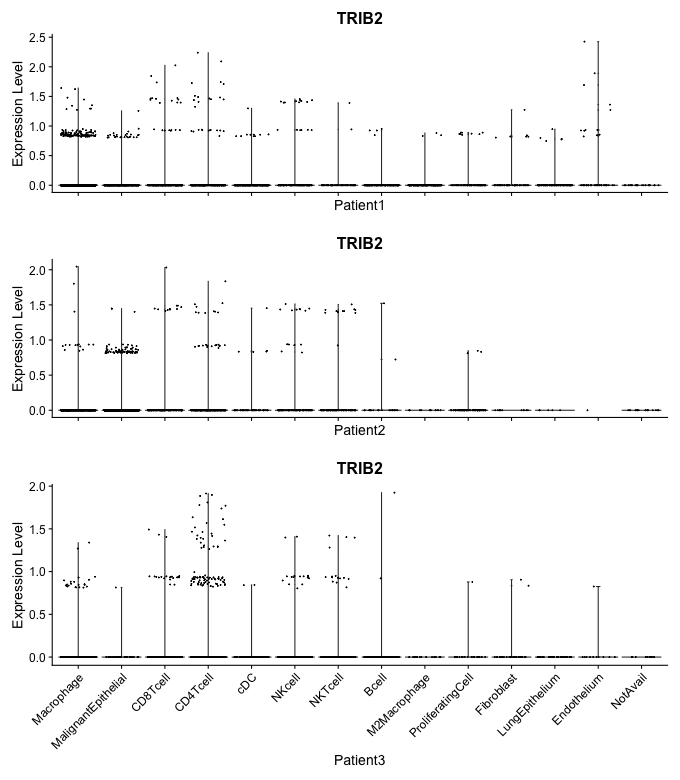 TRIB2
Expression Level
2.5
2.0
1.5
1.0
0.5
0.0
Patient1
TRIB2
Expression Level
2.0
1.5
1.0
0.5
0.0
Patient2
TRIB2
Expression Level
2.0
1.5
1.0
0.5
0.0
Macrophage
MalignantEpithelial
CD8Tcell
CD4Tcell
cDC
NKcell
NKTcell
Bcell
M2Macrophage
ProliferatingCell
Fibroblast
LungEpithelium
Endothelium
NotAvail
Patient3